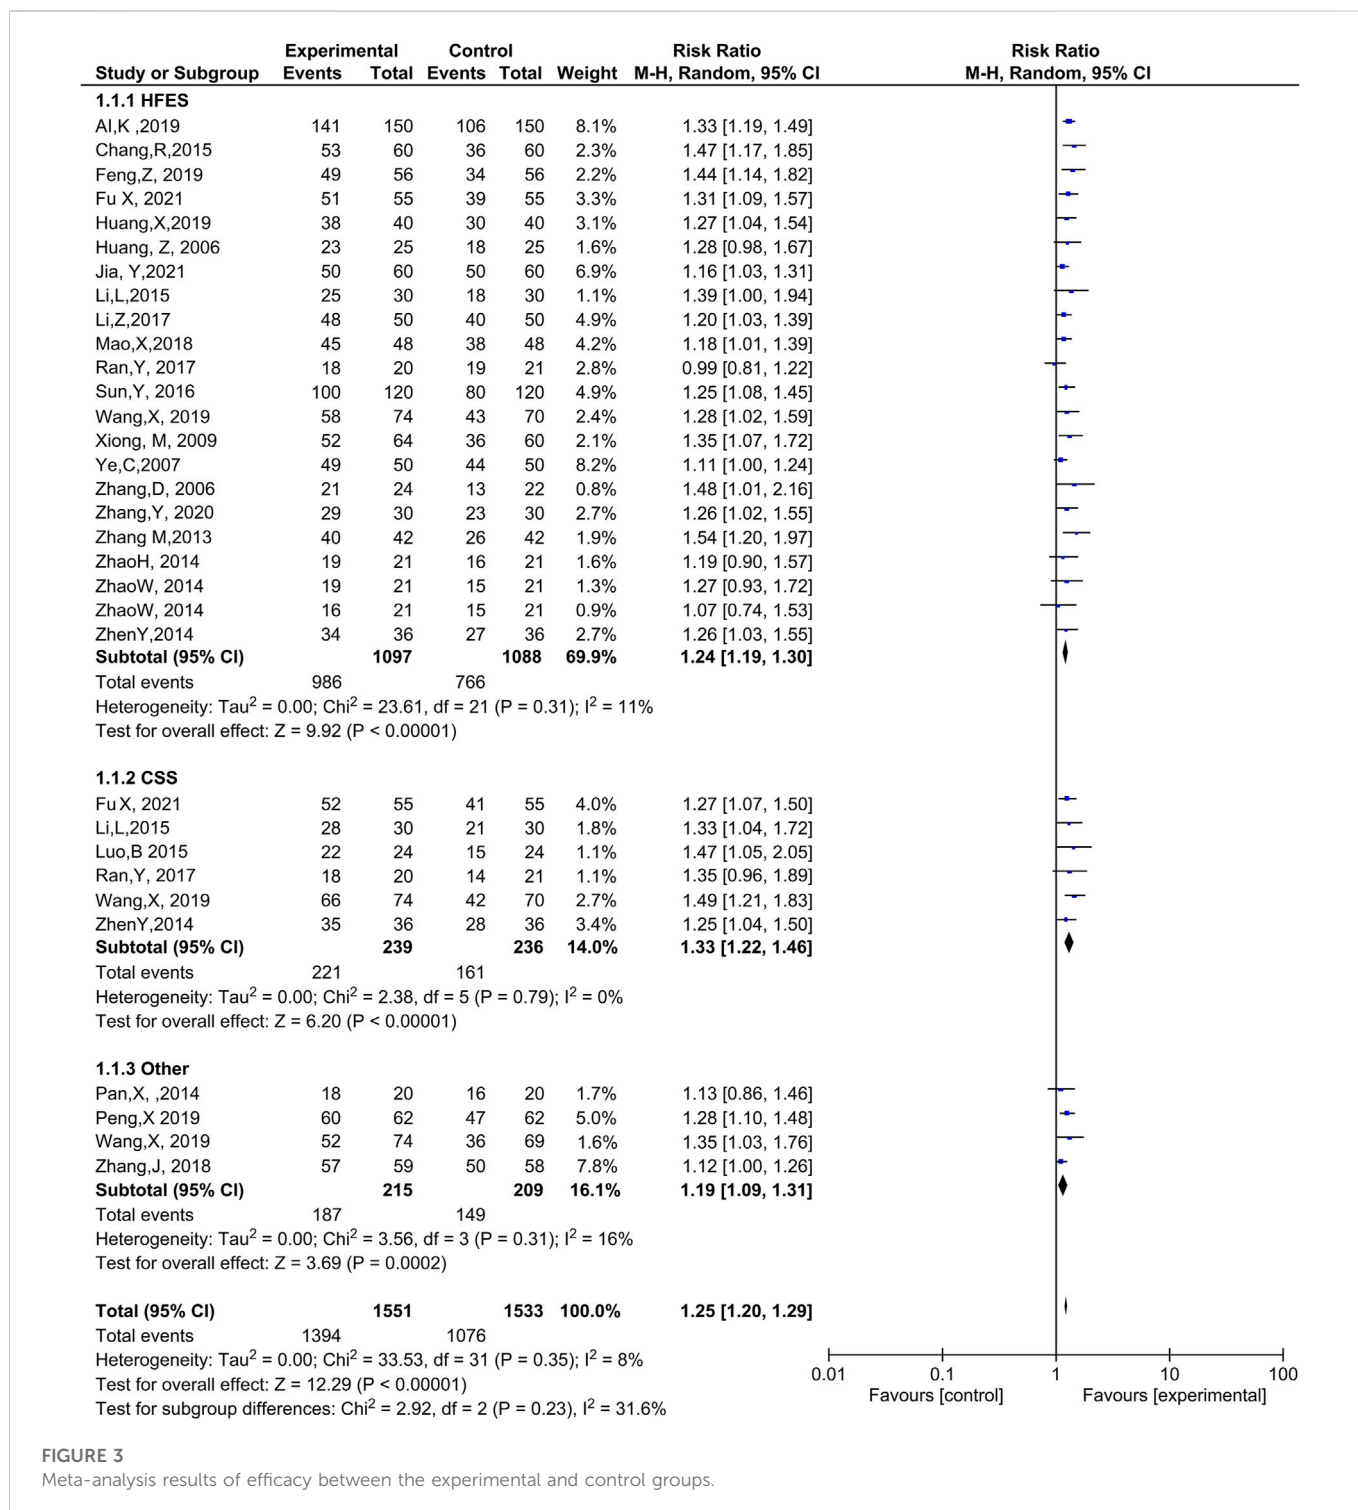 Experimental Control Risk Ratio Risk Ratio
Study or Subgroup Events Total Events Total Weight M-H, Random, 95% CI M-H, Random, 95% CI
1.1.1 HFES
AI,K ,2019 141 150 106 150 8.1% 1.33 [1.19, 1.49]
Chang,R,2015 53 60 36 60 2.3% 1.47 [1.17, 1.85]
Feng,Z, 2019 49 56 34 56 2.2% 1.44 [1.14, 1.82]
Fu X, 2021 51 55 39 55 3.3% 1.31 [1.09, 1.57]
Huang,X,2019 38 40 30 40 3.1% 1.27 [1.04, 1.54]
Huang, Z, 2006 23 25 18 25 1.6% 1.28 [0.98, 1.67]
Jia, Y,2021 50 60 50 60 6.9% 1.16 [1.03, 1.31]
Li,L,2015 25 30 18 30 1.1% 1.39 [1.00, 1.94]
Li,Z,2017 48 50 40 50 4.9% 1.20 [1.03, 1.39]
Mao,X,2018 45 48 38 48 4.2% 1.18 [1.01, 1.39]
Ran,Y, 2017 18 20 19 21 2.8% 0.99 [0.81, 1.22]
Sun,Y, 2016 100 120 80 120 4.9% 1.25 [1.08, 1.45]
Wang,X, 2019 58 74 43 70 2.4% 1.28 [1.02, 1.59]
Xiong, M, 2009 52 64 36 60 2.1% 1.35 [1.07, 1.72]
Ye,C,2007 49 50 44 50 8.2% 1.11 [1.00, 1.24]
Zhang,D, 2006 21 24 13 22 0.8% 1.48 [1.01, 2.16]
Zhang,Y, 2020 29 30 23 30 2.7% 1.26 [1.02, 1.55]
Zhang M,2013 40 42 26 42 1.9% 1.54 [1.20, 1.97]
ZhaoH, 2014 19 21 16 21 1.6% 1.19 [0.90, 1.57]
ZhaoW, 2014 19 21 15 21 1.3% 1.27 [0.93, 1.72]
ZhaoW, 2014 16 21 15 21 0.9% 1.07 [0.74, 1.53]
ZhenY,2014 34 36 27 36 2.7% 1.26 [1.03, 1.55]
Subtotal (95% CI) 1097 1088 69.9% 1.24 [1.19, 1.30]
Total events 986 766
Heterogeneity: Tau² = 0.00; Chi² = 23.61, df = 21 (P = 0.31); I² = 11%
Test for overall effect: Z = 9.92 (P < 0.00001)
1.1.2 CSS
Fu X, 2021 52 55 41 55 4.0% 1.27 [1.07, 1.50]
Li,L,2015 28 30 21 30 1.8% 1.33 [1.04, 1.72]
Luo,B 2015 22 24 15 24 1.1% 1.47 [1.05, 2.05]
Ran,Y, 2017 18 20 14 21 1.1% 1.35 [0.96, 1.89]
Wang,X, 2019 66 74 42 70 2.7% 1.49 [1.21, 1.83]
ZhenY,2014 35 36 28 36 3.4% 1.25 [1.04, 1.50]
Subtotal (95% CI) 239 236 14.0% 1.33 [1.22, 1.46]
Total events 221 161
Heterogeneity: Tau² = 0.00; Chi² = 2.38, df = 5 (P = 0.79); I² = 0%
Test for overall effect: Z = 6.20 (P < 0.00001)
1.1.3 Other
Pan,X, ,2014 18 20 16 20 1.7% 1.13 [0.86, 1.46]
Peng,X 2019 60 62 47 62 5.0% 1.28 [1.10, 1.48]
Wang,X, 2019 52 74 36 69 1.6% 1.35 [1.03, 1.76]
Zhang,J, 2018 57 59 50 58 7.8% 1.12 [1.00, 1.26]
Subtotal (95% CI) 215 209 16.1% 1.19 [1.09, 1.31]
Total events 187 149
Heterogeneity: Tau² = 0.00; Chi² = 3.56, df = 3 (P = 0.31); I² = 16%
Test for overall effect: Z = 3.69 (P = 0.0002)
Total (95% CI) 1551 1533 100.0% 1.25 [1.20, 1.29]
Total events 1394 1076
Heterogeneity: Tau² = 0.00; Chi² = 33.53, df = 31 (P = 0.35); I² = 8%
Test for overall effect: Z = 12.29 (P < 0.00001)
Test for subgroup differences: Chi² = 2.92, df = 2 (P = 0.23), I² = 31.6%
0.01 0.1 1 10 100
Favours [control] Favours [experimental]
FIGURE 3
Meta-analysis results of efficacy between the experimental and control groups.